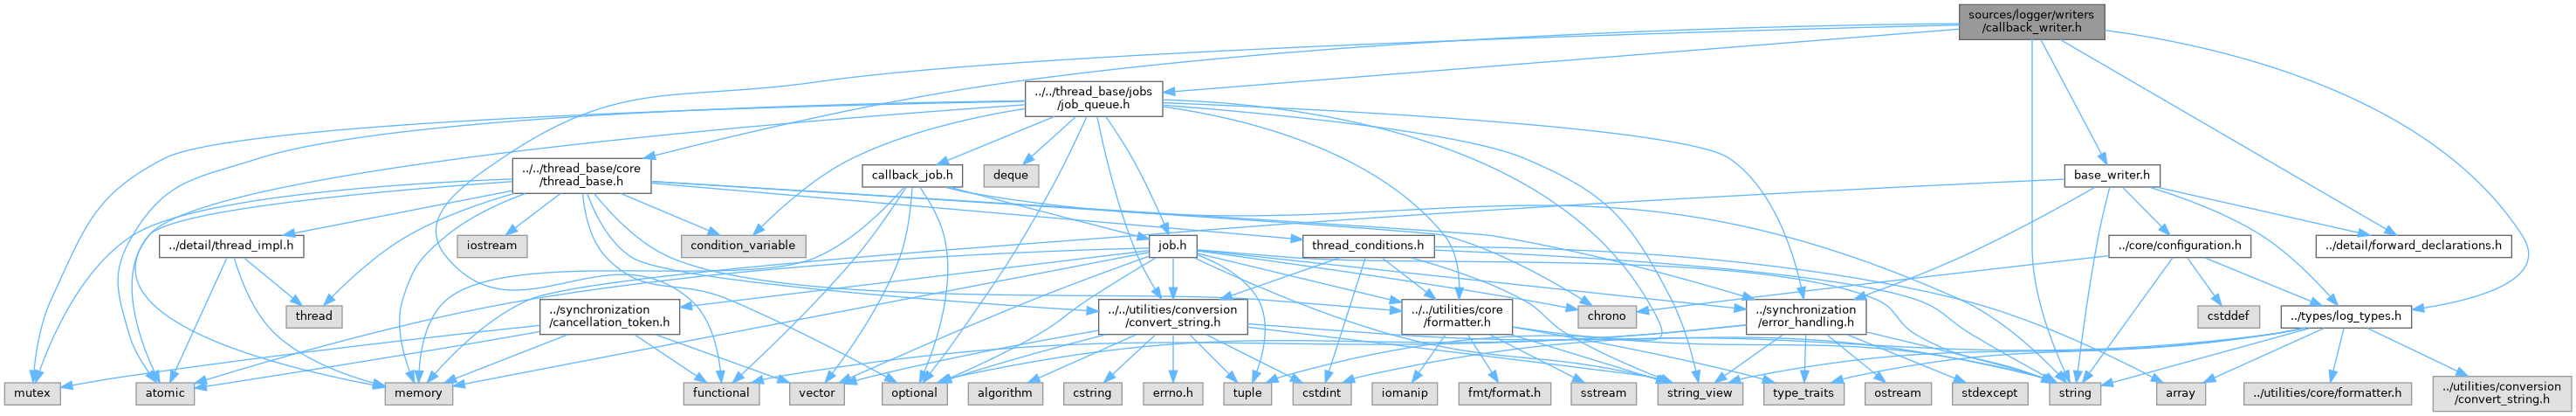 sources/logger/writers
/callback_writer.h
../../thread_base/jobs
/job_queue.h
../../thread_base/core
/thread_base.h
callback_job.h
deque
base_writer.h
../detail/thread_impl.h
iostream
condition_variable
job.h
thread_conditions.h
../core/configuration.h
../detail/forward_declarations.h
thread
../synchronization
/cancellation_token.h
../../utilities/conversion
/convert_string.h
../../utilities/core
/formatter.h
chrono
../synchronization
/error_handling.h
cstddef
../types/log_types.h
mutex
atomic
memory
functional
vector
optional
algorithm
cstring
errno.h
tuple
cstdint
iomanip
fmt/format.h
sstream
string_view
type_traits
ostream
stdexcept
string
array
../utilities/core/formatter.h
../utilities/conversion
/convert_string.h